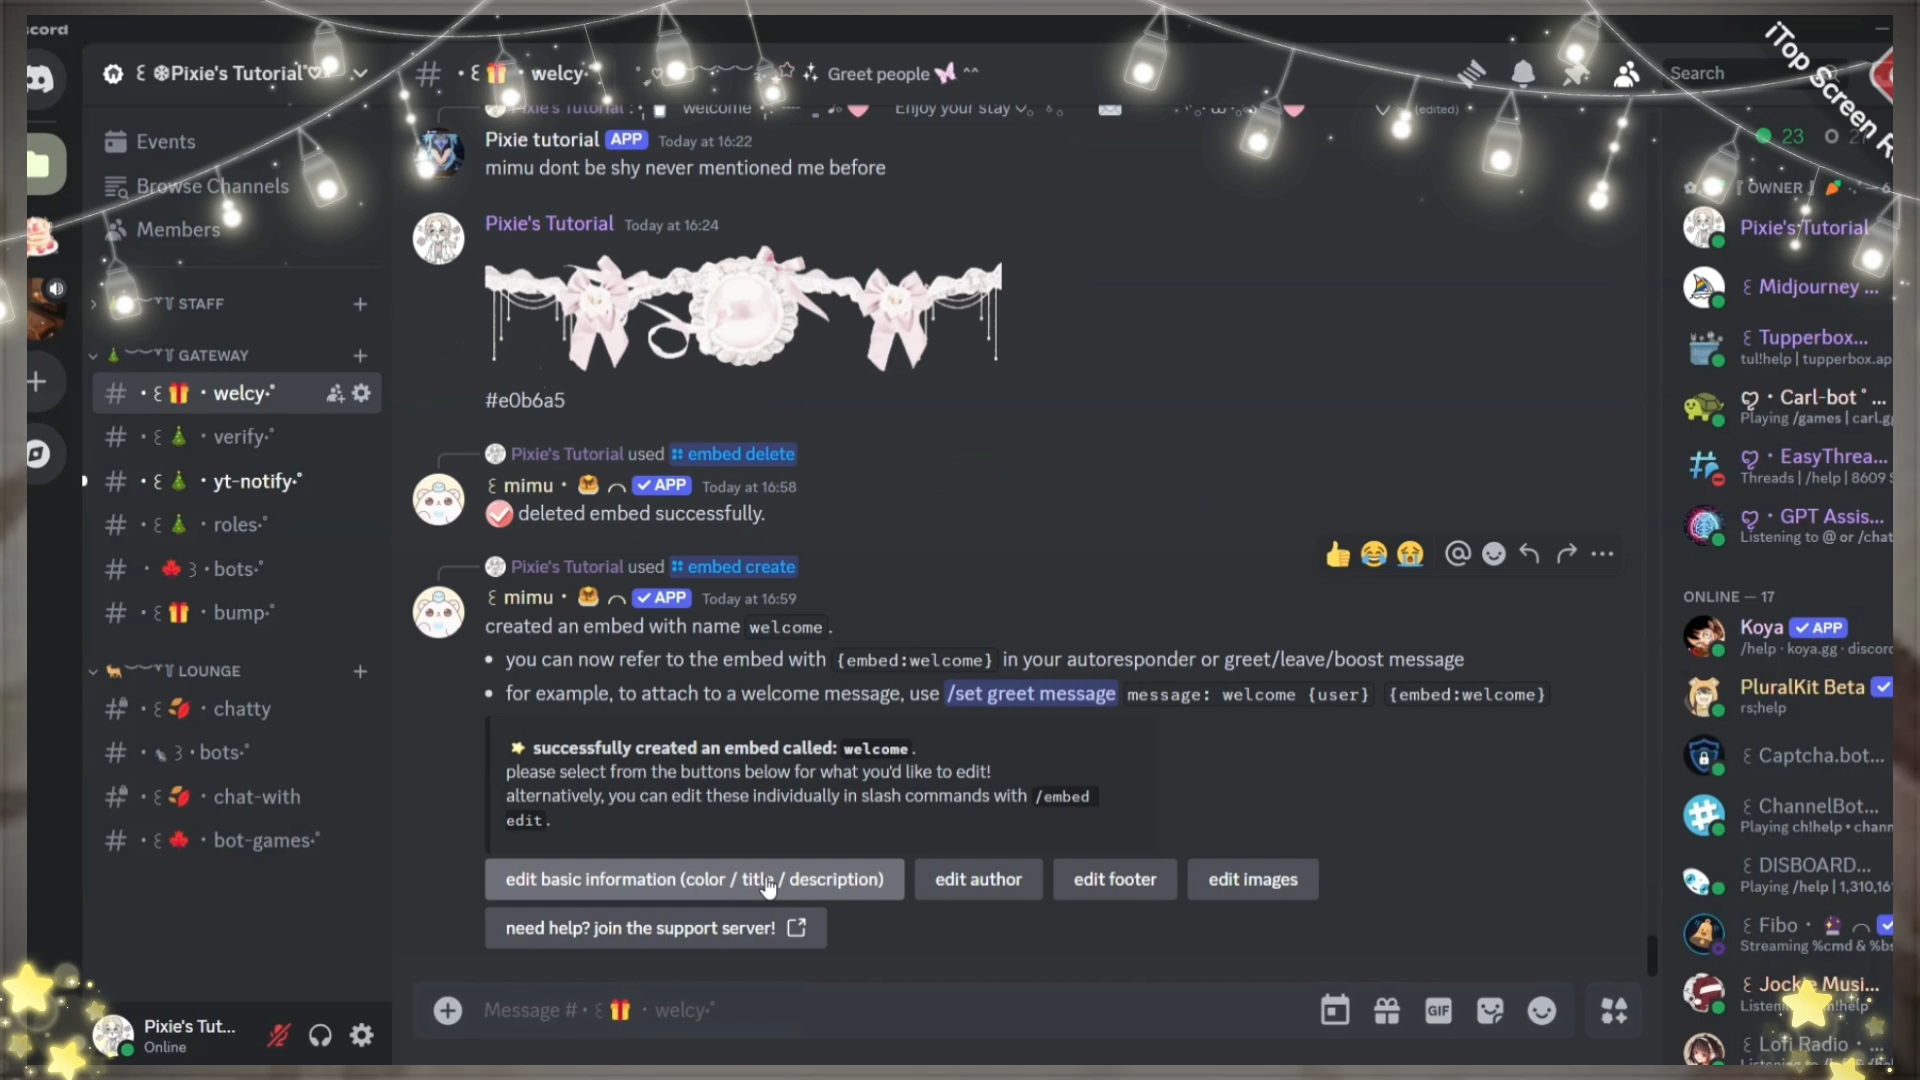 cord
❄Pixie's Tutorial
welcy
Greet people
Search
iTop Screen R
Events
Browse Channels
Members
STAFF
GATEWAY
welcy
verify
yt-notify
roles
bots
bump
LOUNGE
chatty
bots
chat-with
bot-games
Pixie's Tut...
Online
Pixie's Tutorial
welcome
Enjoy your stay
(edited)
Pixie tutorial APP Today at 16:22
mimu dont be shy never mentioned me before
Pixie's Tutorial Today at 16:24
#e0b6a5
Pixie's Tutorial used embed delete
mimu APP Today at 16:58
deleted embed successfully.
Pixie's Tutorial used embed create
mimu APP Today at 16:59
created an embed with name welcome .
• you can now refer to the embed with {embed:welcome} in your autoresponder or greet/leave/boost message
• for example, to attach to a welcome message, use /set greet message message: welcome {user} {embed:welcome}
successfully created an embed called: welcome .
please select from the buttons below for what you'd like to edit!
alternatively, you can edit these individually in slash commands with /embed
edit .
edit basic information (color / title / description)
edit author
edit footer
edit images
need help? join the support server!
Message # welcy
GIF
23
OWNER
Pixie's Tutorial
Midjourney ...
Tupperbox...
tul!help | tupperbox.ap
Carl-bot ...
Playing /games | carl.g
EasyThrea...
Threads | /help | 8609
GPT Assis...
Listening to @ or /chat
ONLINE — 17
Koya APP
/help · koya.gg · discor
PluralKit Beta
rs;help
Captcha.bot...
ChannelBot...
Playing ch!help • chann
DISBOARD...
Playing /help | 1,310,16
Fibo
Streaming %cmd & %b
Jockie Musi...
Lofi Radio